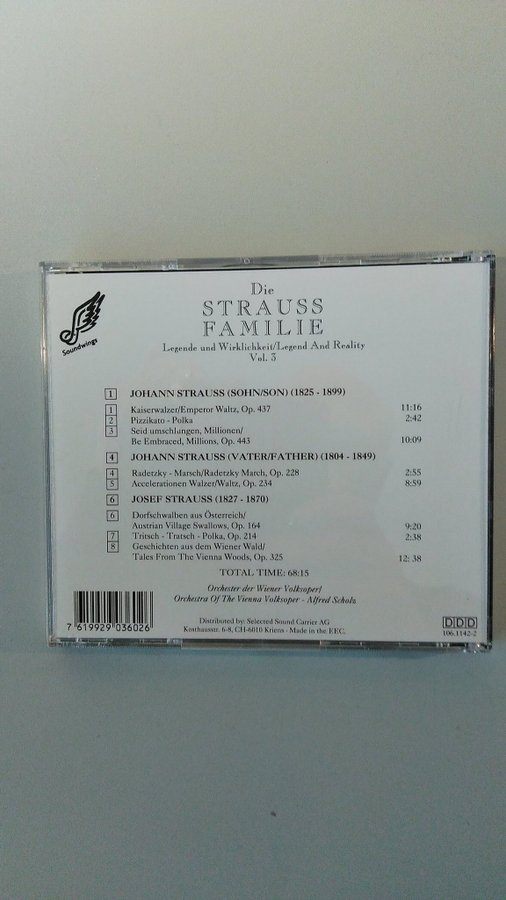 Die
STRAUSS
FAMILIE
Legende und Wirklichkeit/Legend And Reality
Vol. 3
Soundwings
1 JOHANN STRAUSS (SOHN/SON) (1825 - 1899)
1 Kaiserwalzer/Emperor Waltz, Op. 437 11:16
2 Pizzikato - Polka 2:42
3 Seid umschlungen, Millionen/
Be Embraced, Millions, Op. 443 10:09
4 JOHANN STRAUSS (VATER/FATHER) (1804 - 1849)
4 Radetzky - Marsch/Radetzky March, Op. 228 2:55
5 Accelerationen Walzer/Waltz, Op. 234 8:59
6 JOSEF STRAUSS (1827 - 1870)
6 Dorfschwalben aus Österreich/
Austrian Village Swallows, Op. 164 9:20
7 Tritsch - Tratsch - Polka, Op. 214 2:38
8 Geschichten aus dem Wiener Wald/
Tales From The Vienna Woods, Op. 325 12:38
TOTAL TIME: 68:15
Orchester der Wiener Volksoper/
Orchestra Of The Vienna Volksoper - Alfred Scholz
7 619929 036026
Distributed by: Selected Sound Carrier AG
Kosthausstr. 6-8, CH-6010 Kriens - Made in the EEC.
DDD
106.1142-2